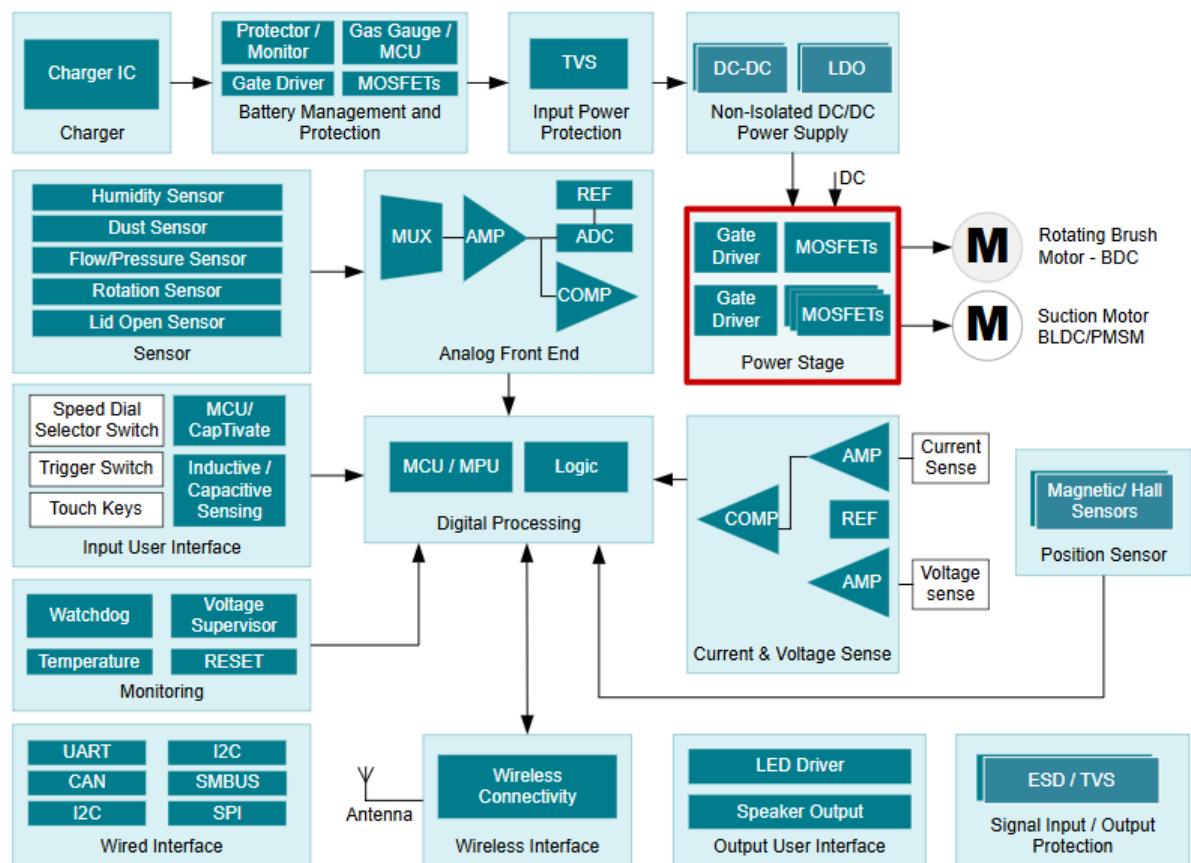 Charger IC
Charger
Protector /
Monitor
Gas Gauge /
MCU
Gate Driver
MOSFETs
Battery Management and
Protection
TVS
Input Power
Protection
DC-DC
LDO
Non-Isolated DC/DC
Power Supply
Humidity Sensor
Dust Sensor
Flow/Pressure Sensor
Rotation Sensor
Lid Open Sensor
Sensor
MUX
AMP
REF
ADC
COMP
Analog Front End
DC
Gate
Driver
MOSFETs
Gate
Driver
MOSFETs
Power Stage
M
Rotating Brush
Motor - BDC
M
Suction Motor
BLDC/PMSM
Speed Dial
Selector Switch
Trigger Switch
Touch Keys
MCU/
CapTivate
Inductive /
Capacitive
Sensing
Input User Interface
MCU / MPU
Logic
Digital Processing
AMP
Current
Sense
COMP
REF
AMP
Voltage
sense
Current & Voltage Sense
Magnetic/ Hall
Sensors
Position Sensor
Watchdog
Voltage
Supervisor
Temperature
RESET
Monitoring
UART
I2C
CAN
SMBUS
I2C
SPI
Wired Interface
Antenna
Wireless
Connectivity
Wireless Interface
LED Driver
Speaker Output
Output User Interface
ESD / TVS
Signal Input / Output
Protection